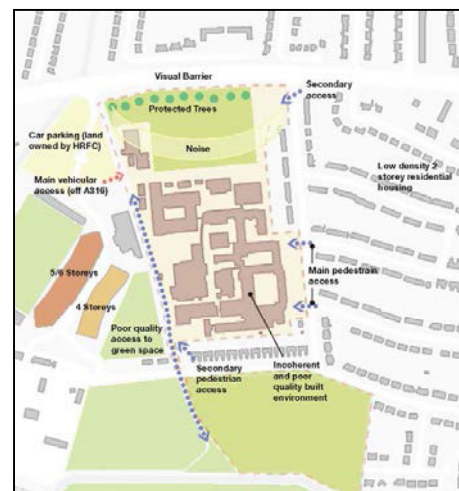 Visual Barrier
Secondary
access
Protected Trees
Car parking (land
owned by HRFC)
Noise
Low density 2
storey residential
housing
Main vehicular
access (off A316)
5/6 Storeys
4 Storeys
Main pedestrain
access
Poor quality
access to
green space
Secondary
pedestrian
access
Incoherent
and poor
quality built
environment